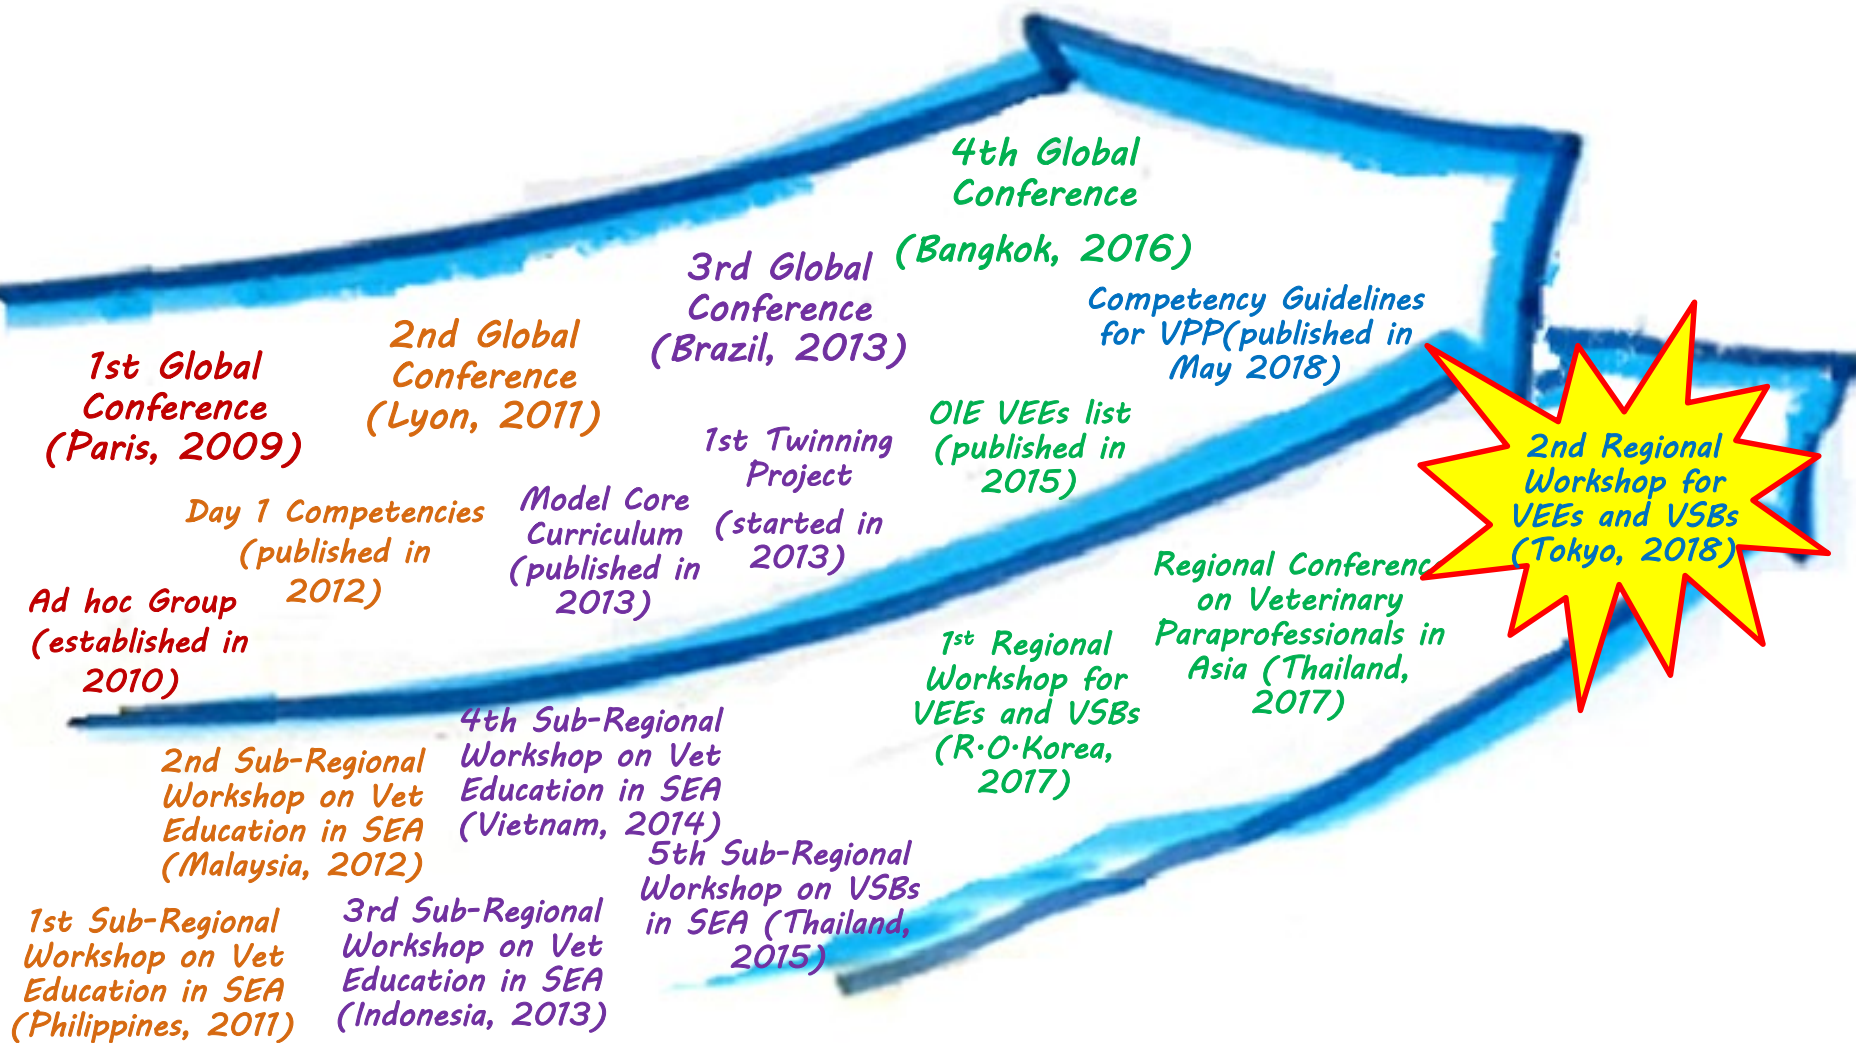 4th Global
Conference
(Bangkok, 2016)
3rd Global
Conference
(Brazil, 2013)
Competency Guidelines
for VPP(published in
May 2018)
2nd Global
Conference
(Lyon, 2011)
1st Global
Conference
(Paris, 2009)
OIE VEEs list
(published in
2015)
1st Twinning
Project
(started in
2013)
2nd Regional
Workshop for
VEEs and VSBs
(Tokyo, 2018)
Day 1 Competencies
(published in
2012)
Model Core
Curriculum
(published in
2013)
Ad hoc Group
(established in
2010)
Regional Conferenc
on Veterinary
Paraprofessionals in
Asia (Thailand,
2017)
1st Regional
Workshop for
VEEs and VSBs
(R.O.Korea,
2017)
4th Sub-Regional
Workshop on Vet
Education in SEA
(Vietnam, 2014)
2nd Sub-Regional
Workshop on Vet
Education in SEA
(Malaysia, 2012)
5th Sub-Regional
Workshop on VSBs
in SEA (Thailand,
2015)
1st Sub-Regional
Workshop on Vet
Education in SEA
(Philippines, 2011)
3rd Sub-Regional
Workshop on Vet
Education in SEA
(Indonesia, 2013)